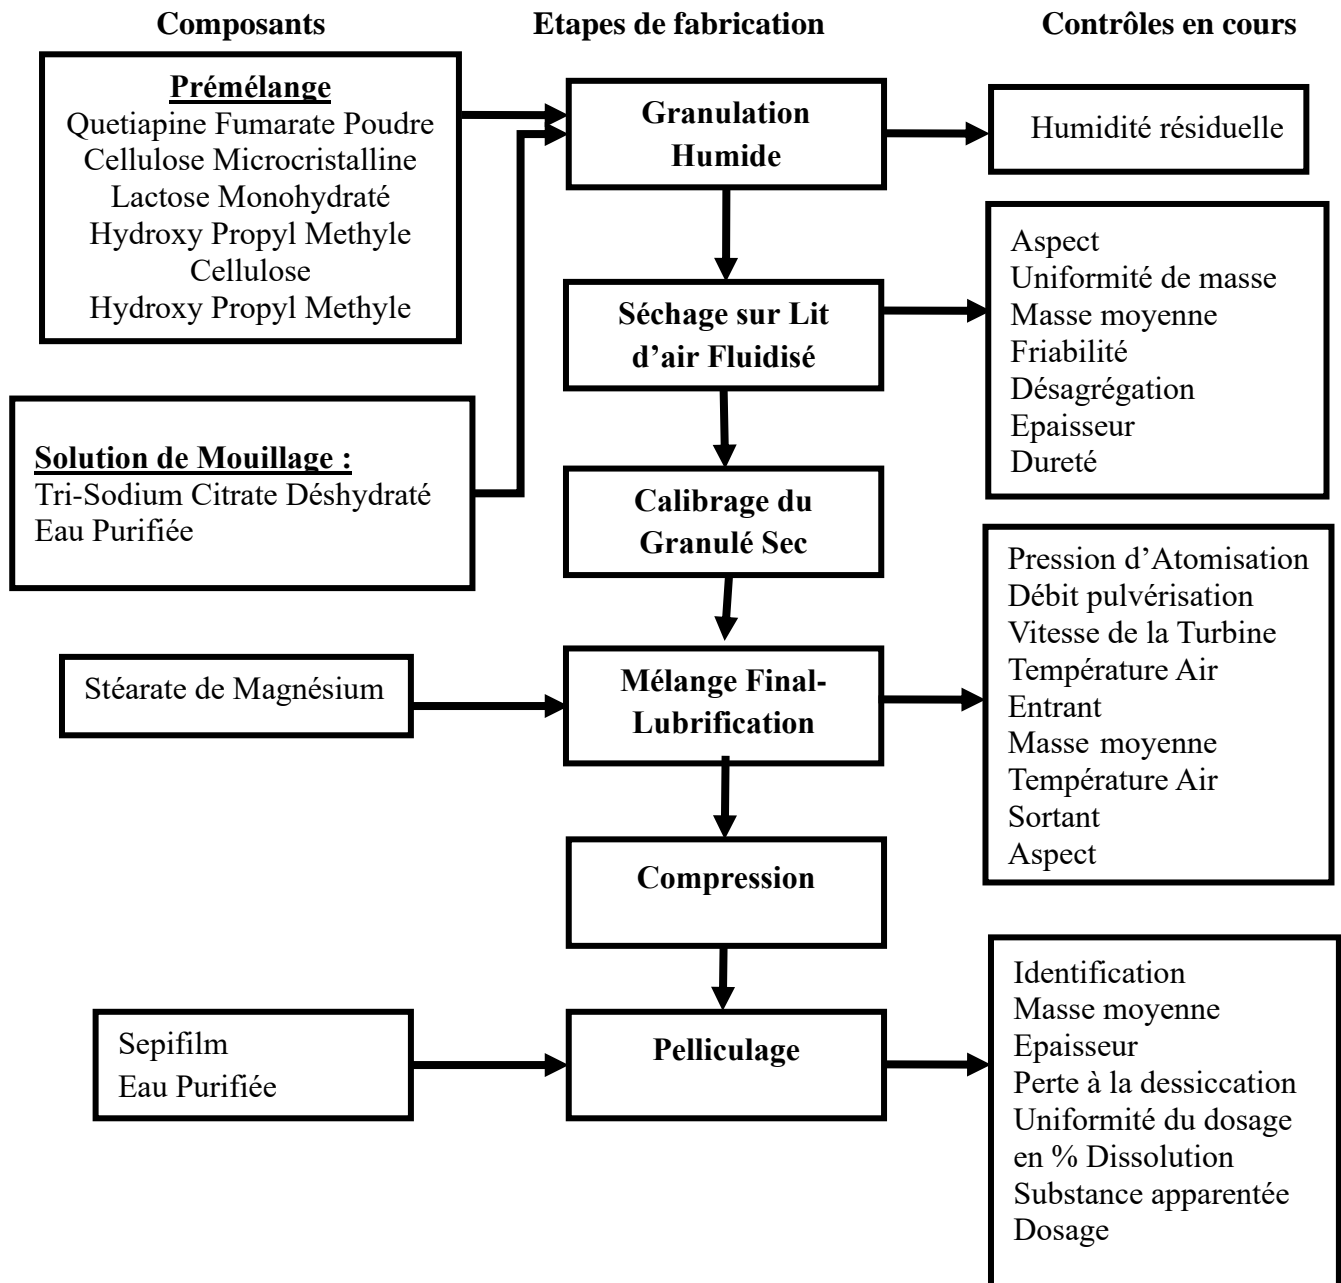 Composants
Etapes de fabrication
Contrôles en cours
Prémélange
Quetiapine Fumarate Poudre
Cellulose Microcristalline
Lactose Monohydraté
Hydroxy Propyl Methyle
Cellulose
Hydroxy Propyl Methyle
Solution de Mouillage :
Tri-Sodium Citrate Déshydraté
Eau Purifiée
Stéarate de Magnésium
Sepifilm
Eau Purifiée
Granulation
Humide
Séchage sur Lit
d’air Fluidisé
Calibrage du
Granulé Sec
Mélange Final-
Lubrification
Compression
Pelliculage
Humidité résiduelle
Aspect
Uniformité de masse
Masse moyenne
Friabilité
Désagrégation
Epaisseur
Dureté
Pression d’Atomisation
Débit pulvérisation
Vitesse de la Turbine
Température Air
Entrant
Masse moyenne
Température Air
Sortant
Aspect
Identification
Masse moyenne
Epaisseur
Perte à la dessiccation
Uniformité du dosage
en % Dissolution
Substance apparentée
Dosage